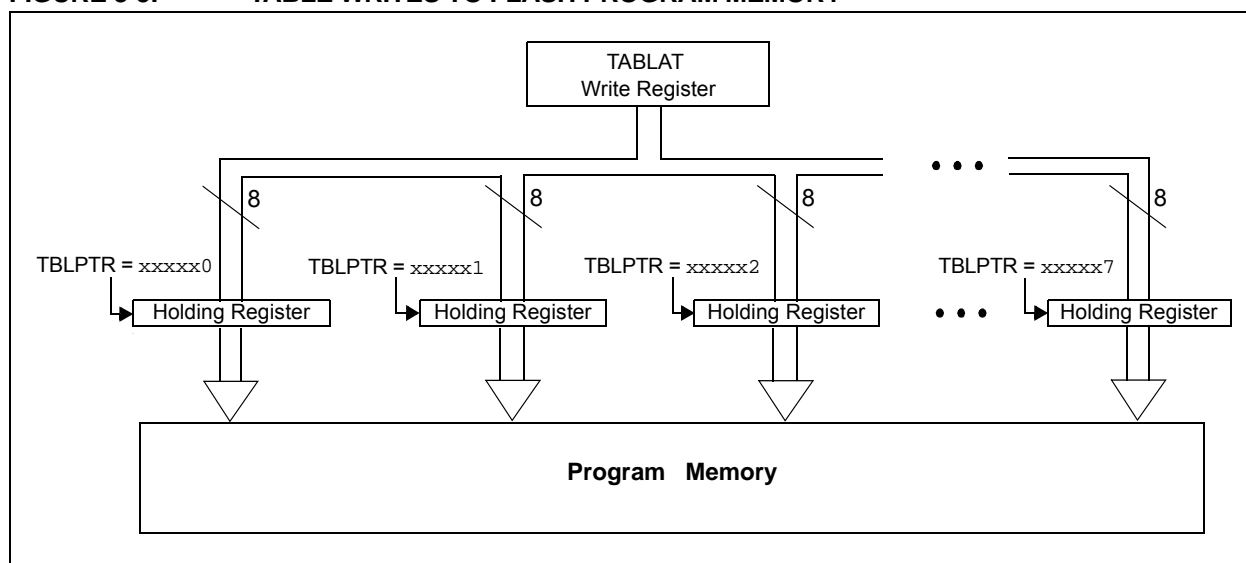 FIGURE TABLE WRITES TO FLASH PROGRAM MEMORY
TABLAT
Write Register
• • •
8 8 8 8
TBLPTR = xxxxx0 TBLPTR = xxxxx1 TBLPTR = xxxxx2 TBLPTR = xxxxx7
Holding Register Holding Register Holding Register • • • Holding Register
Program Memory